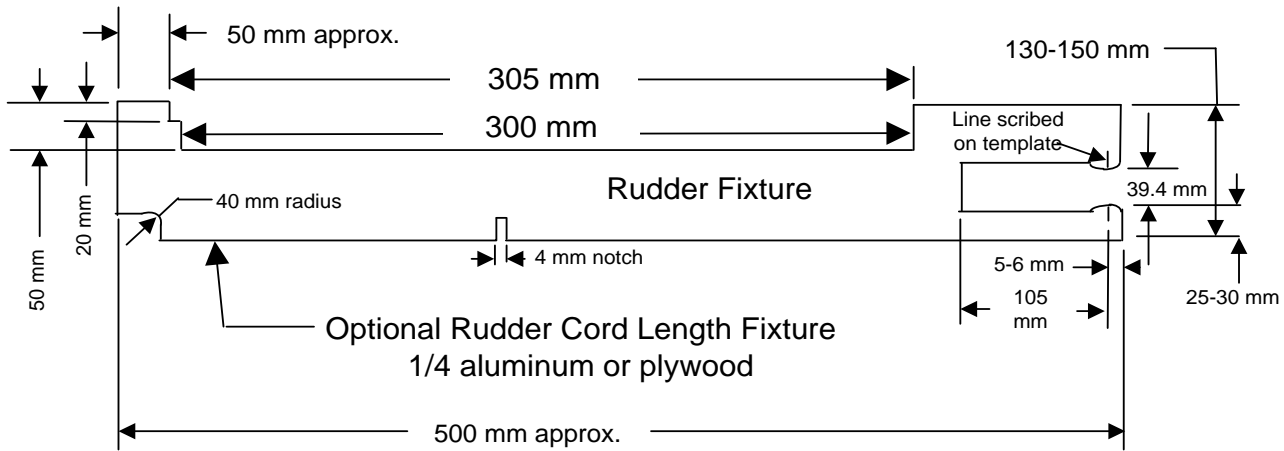 50 mm approx.
130-150 mm
305 mm
300 mm
Line scribed
on template
Rudder Fixture
39.4 mm
40 mm radius
20 mm
50 mm
4 mm notch
5-6 mm
25-30 mm
105
mm
Optional Rudder Cord Length Fixture
1/4 aluminum or plywood
500 mm approx.